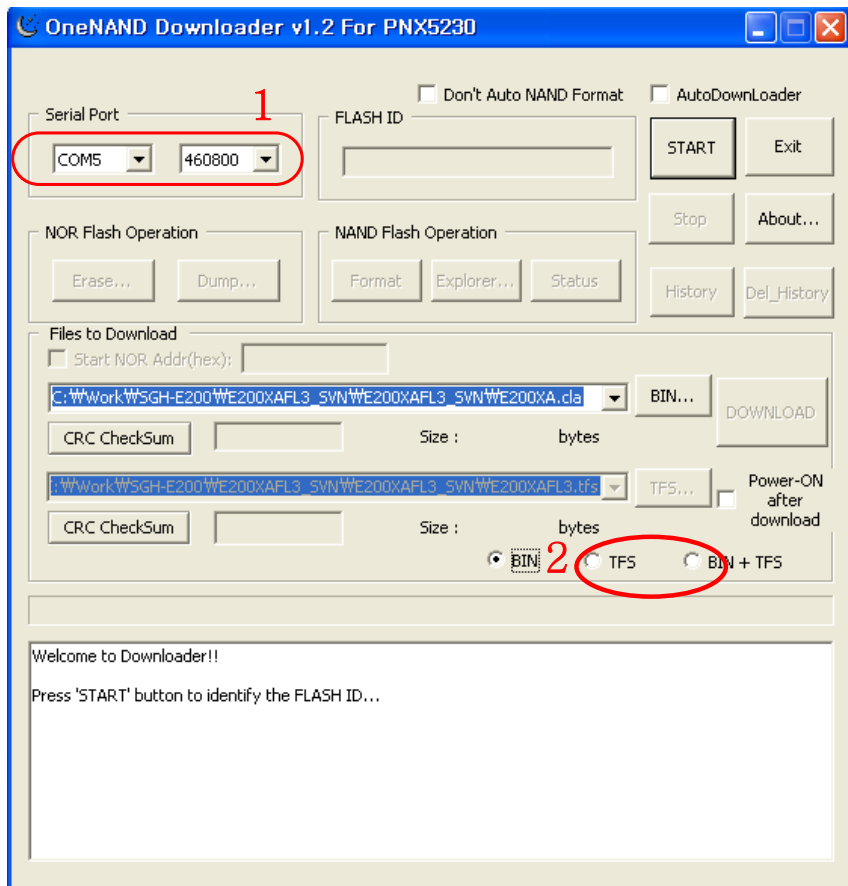 OneNAND Downloader v1.2 For PNX5230
Don't Auto NAND Format
AutoDownLoader
Serial Port
1
FLASH ID
COM5
460800
START
Exit
Stop
About...
NOR Flash Operation
NAND Flash Operation
Erase...
Dump...
Format
Explorer...
Status
History
Del_History
Files to Download
Start NOR Addr(hex):
C:₩Work₩SGH-E200₩E200XAFL3_SVN₩E200XAFL3_SVN₩E200XA.cla
BIN...
DOWNLOAD
CRC CheckSum
Size :
bytes
:₩Work₩SGH-E200₩E200XAFL3_SVN₩E200XAFL3_SVN₩E200XAFL3.tfs
TFS...
Power-ON
after
download
CRC CheckSum
Size :
bytes
BIN
2
TFS
BIN + TFS
Welcome to Downloader!!
Press 'START' button to identify the FLASH ID...